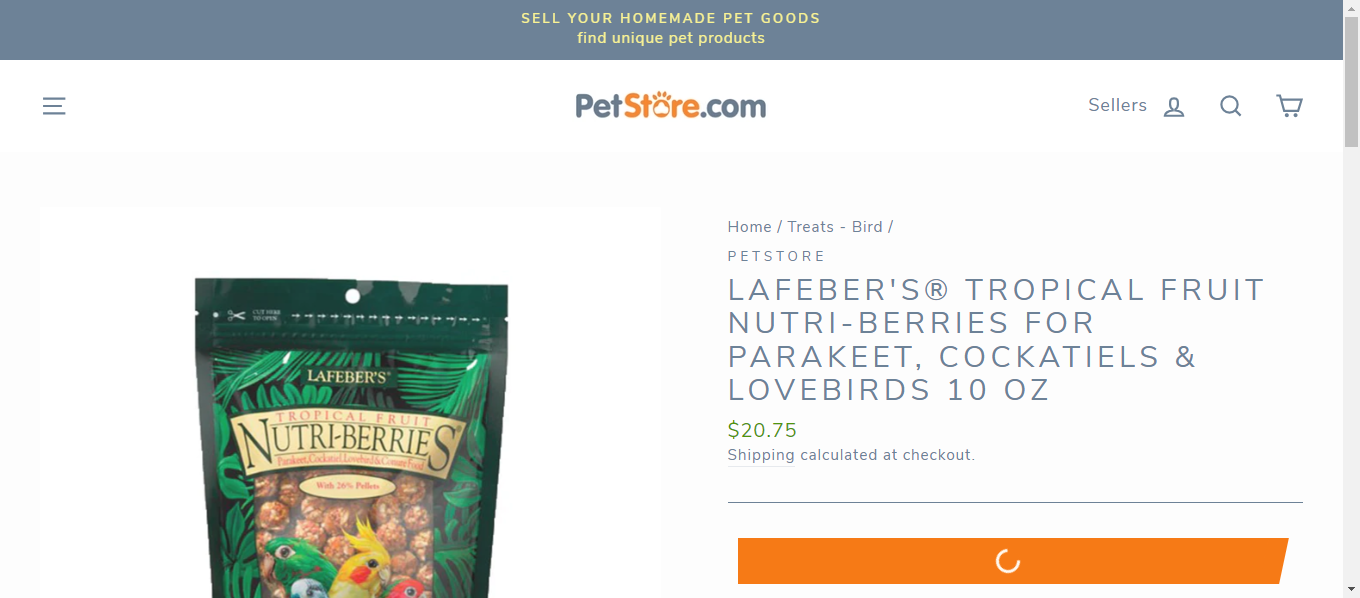 SELL YOUR HOMEMADE PET GOODS
find unique pet products
PetStore.com
Sellers
Home / Treats - Bird /
PETSTORE
LAFEBER'S® TROPICAL FRUIT
NUTRI-BERRIES FOR
PARAKEET, COCKATIELS &
LOVEBIRDS 10 OZ
$20.75
Shipping calculated at checkout.
CUT HERE
TO OPEN
LAFEBER'S®
TROPICAL FRUIT
NUTRI-BERRIES®
Parakeet, Cockatiel, Lovebird & Conure Food
With 26% Pellets